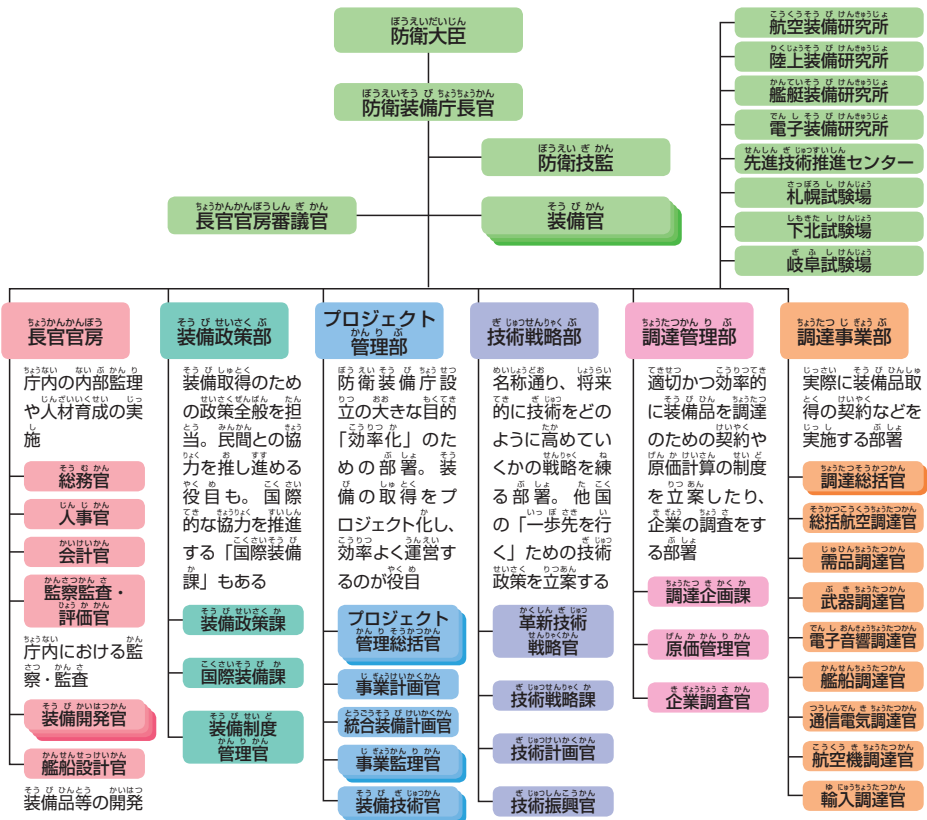 防衛大臣
防衛装備庁長官
防衛技監
長官官房審議官
装備官
航空装備研究所
陸上装備研究所
艦艇装備研究所
電子装備研究所
先進技術推進センター
札幌試験場
下北試験場
岐阜試験場
長官官房
庁内の内部監理
や人材育成の実
施
総務官
人事官
会計官
監察監査・
評価官
庁内における監
察・監査
装備開発官
艦船設計官
装備品等の開発
装備政策部
装備取得のため
の政策全般を担
当。民間との協
力を推し進める
役目も。国際
的な協力を推進
する「国際装備
課」もある
装備政策課
国際装備課
装備制度
管理官
プロジェクト
管理部
防衛装備庁設
立の大きな目的
「効率化」のた
めの部署。装
備の取得をプ
ロジェクト化し、
効率よく運営す
るのが役目
プロジェクト
管理総括官
事業計画官
統合装備計画官
事業監理官
装備技術官
技術戦略部
名称通り、将来
的に技術をどの
ように高めてい
くかの戦略を練
る部署。他国
の「一歩先を行
く」ための技術
政策を立案する
革新技術
戦略官
技術戦略課
技術計画官
技術振興官
調達管理部
適切かつ効率的
に装備品を調達
のための契約や
原価計算の制度
を立案したり、
企業の調査をす
る部署
調達企画課
原価管理官
企業調査官
調達事業部
実際に装備品取
得の契約などを
実施する部署
調達総括官
総括航空調達官
需品調達官
武器調達官
電子音響調達官
艦船調達官
通信電気調達官
航空機調達官
輸入調達官